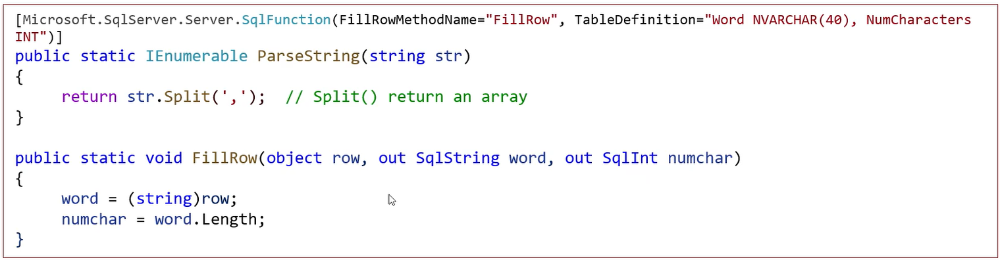 [Microsoft.SqlServer.Server.SqlFunction(FillRowMethodName="FillRow", TableDefinition="Word NVARCHAR(40), NumCharacters
INT")]
public static IEnumerable ParseString(string str)
{
return str.Split(','); // Split() return an array
}
public static void FillRow(object row, out SqlString word, out SqlInt numchar)
{
word = (string)row;
numchar = word.Length;
}